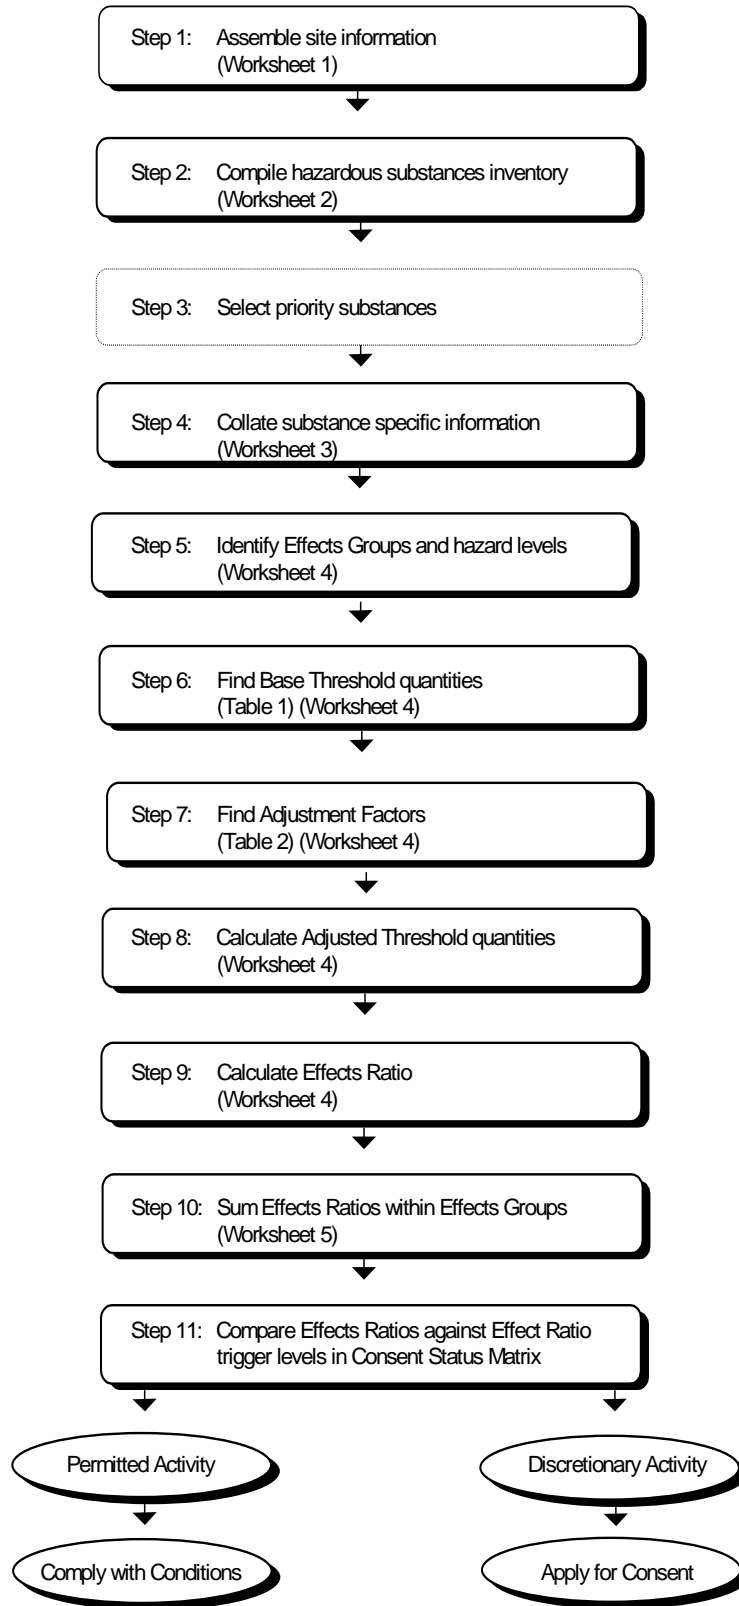 Step 1: Assemble site information
(Worksheet 1)
Step 2: Compile hazardous substances inventory
(Worksheet 2)
Step 3: Select priority substances
Step 4: Collate substance specific information
(Worksheet 3)
Step 5: Identify Effects Groups and hazard levels
(Worksheet 4)
Step 6: Find Base Threshold quantities
(Table 1) (Worksheet 4)
Step 7: Find Adjustment Factors
(Table 2) (Worksheet 4)
Step 8: Calculate Adjusted Threshold quantities
(Worksheet 4)
Step 9: Calculate Effects Ratio
(Worksheet 4)
Step 10: Sum Effects Ratios within Effects Groups
(Worksheet 5)
Step 11: Compare Effects Ratios against Effect Ratio
trigger levels in Consent Status Matrix
Permitted Activity
Discretionary Activity
Comply with Conditions
Apply for Consent